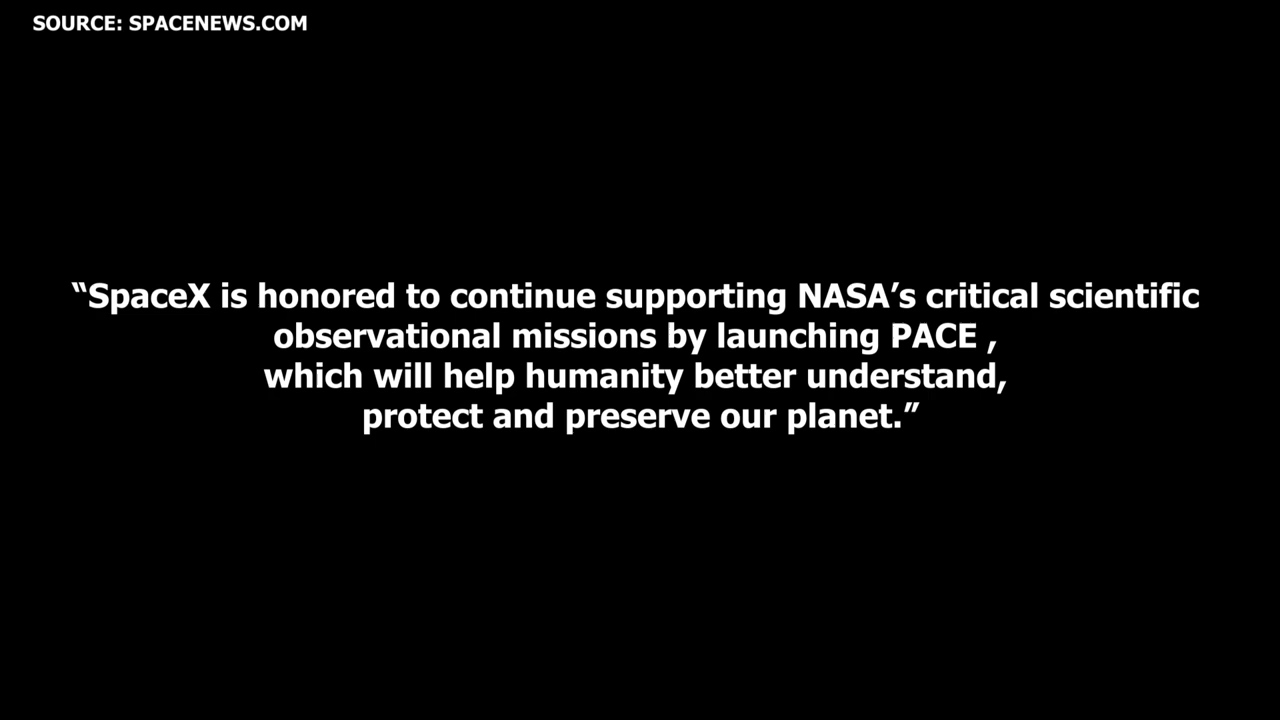 SOURCE: SPACENEWS.COM
“SpaceX is honored to continue supporting NASA’s critical scientific
observational missions by launching PACE ,
which will help humanity better understand,
protect and preserve our planet.”